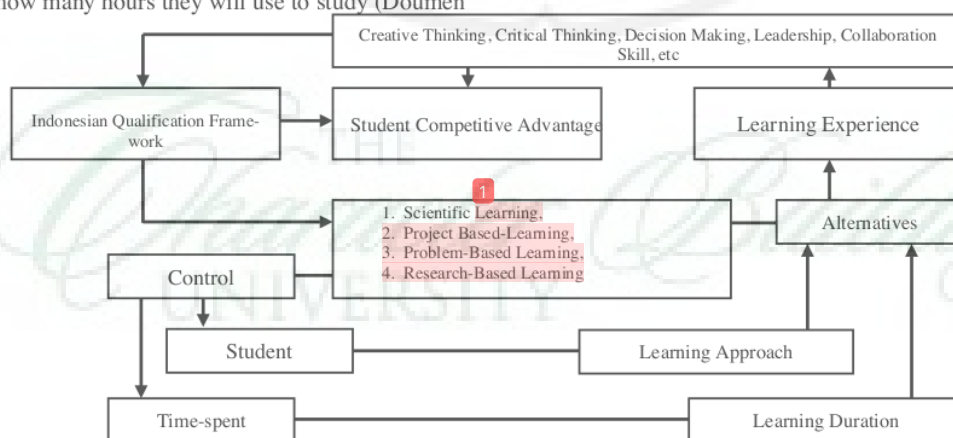 how many hours they will use to study (Doumen
Creative Thinking, Critical Thinking, Decision Making, Leadership, Collaboration
Skill, etc
Indonesian Qualification Frame-
work
Student Competitive Advantage
Learning Experience
THE
1
1. Scientific Learning,
2. Project Based-Learning,
3. Problem-Based Learning,
4. Research-Based Learning
Alternatives
Control
UNIVERSITY
Student
Learning Approach
Time-spent
Learning Duration